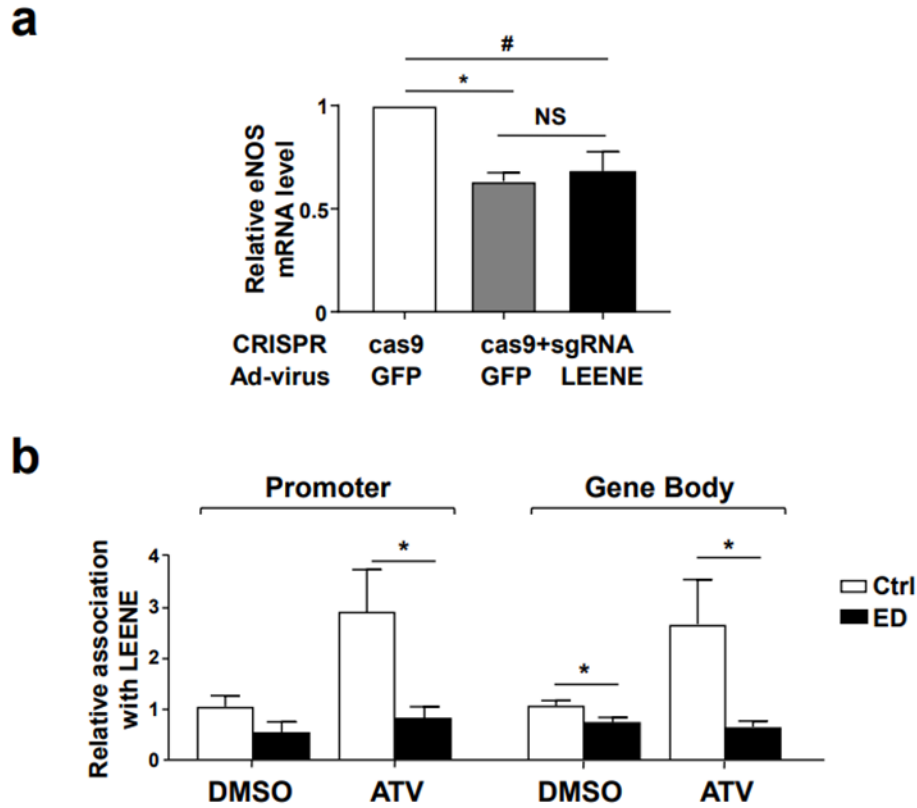 a
#
*
NS
Relative eNOS
mRNA level
1
0.5
0
CRISPR cas9 cas9+sgRNA
Ad-virus GFP GFP LEENE
b
Promoter Gene Body
Relative association
with LEENE
4
3
2
1
0
*
*
*
Ctrl
ED
DMSO ATV DMSO ATV